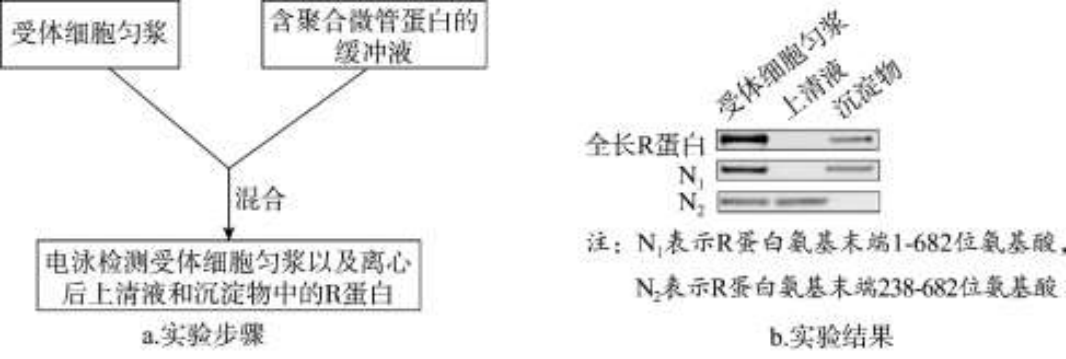 受体细胞匀浆
含聚合微管蛋白的
缓冲液
混合
电泳检测受体细胞匀浆以及离心
后上清液和沉淀物中的R蛋白
a.实验步骤
受体细胞匀浆
上清液
沉淀物
全长R蛋白
N₁
N₂
注：N₁表示R蛋白氨基末端1-682位氨基酸，
N₂表示R蛋白氨基末端238-682位氨基酸
b.实验结果